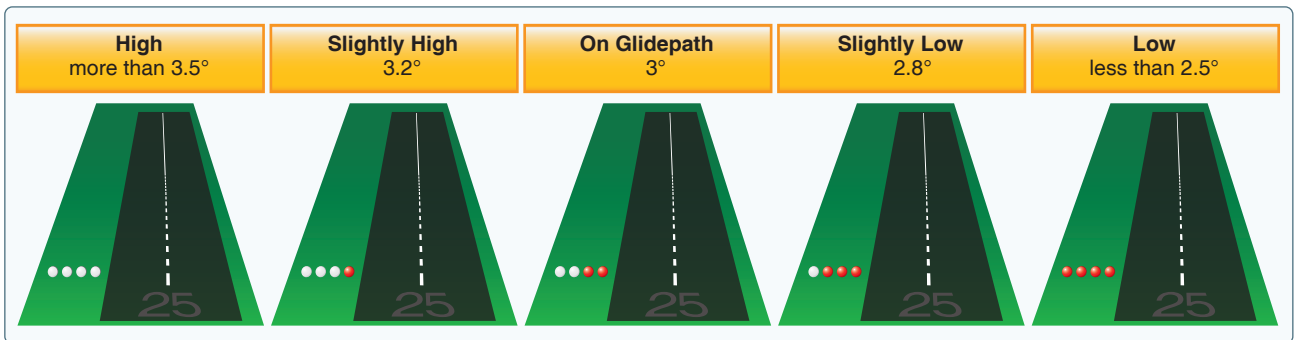 High
more than 3.5°
Slightly High
3.2°
On Glidepath
3°
Slightly Low
2.8°
Low
less than 2.5°
25
25
25
25
25